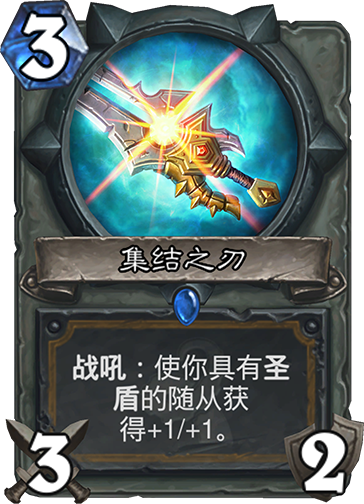 3
集结之刃
战吼：使你具有圣
盾的随从获
得+1/+1。
3
2